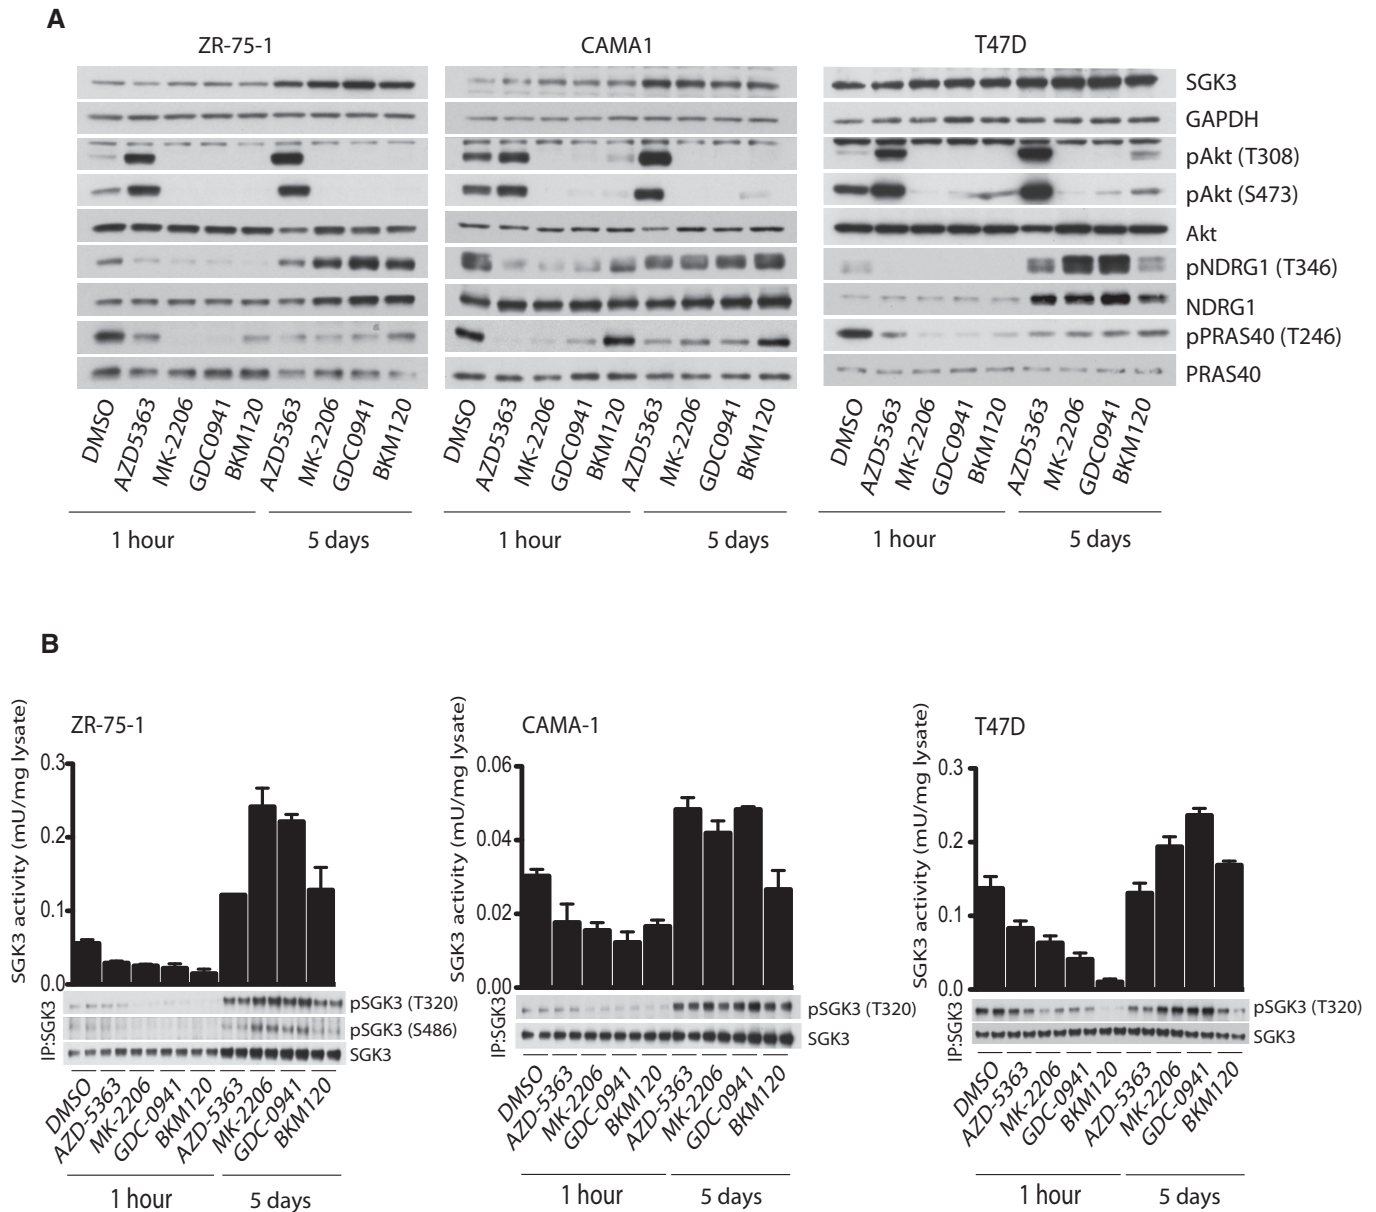 A
ZR-75-1
CAMA1
T47D
SGK3
GAPDH
pAkt (T308)
pAkt (S473)
Akt
pNDRG1 (T346)
NDRG1
pPRAS40 (T246)
PRAS40
DMSO
AZD5363
MK-2206
GDC0941
BKM120
AZD5363
MK-2206
GDC0941
BKM120
DMSO
AZD5363
MK-2206
GDC0941
BKM120
AZD5363
MK-2206
GDC0941
BKM120
DMSO
AZD5363
MK-2206
GDC0941
BKM120
AZD5363
MK-2206
GDC0941
BKM120
1 hour
5 days
1 hour
5 days
1 hour
5 days
B
ZR-75-1
SGK3 activity (mU/mg lysate)
0.3
0.2
0.1
0.0
IP:SGK3
pSGK3 (T320)
pSGK3 (S486)
SGK3
DMSO
AZD-5363
MK-2206
GDC-0941
BKM120
AZD-5363
MK-2206
GDC-0941
BKM120
1 hour
5 days
CAMA-1
SGK3 activity (mU/mg lysate)
0.06
0.04
0.02
0.00
IP:SGK3
pSGK3 (T320)
SGK3
DMSO
AZD-5363
MK-2206
GDC-0941
BKM120
AZD-5363
MK-2206
GDC-0941
BKM120
1 hour
5 days
T47D
SGK3 activity (mU/mg lysate)
0.3
0.2
0.1
0.0
IP:SGK3
pSGK3 (T320)
SGK3
DMSO
AZD-5363
MK-2206
GDC-0941
BKM120
AZD-5363
MK-2206
GDC-0941
BKM120
1 hour
5 days